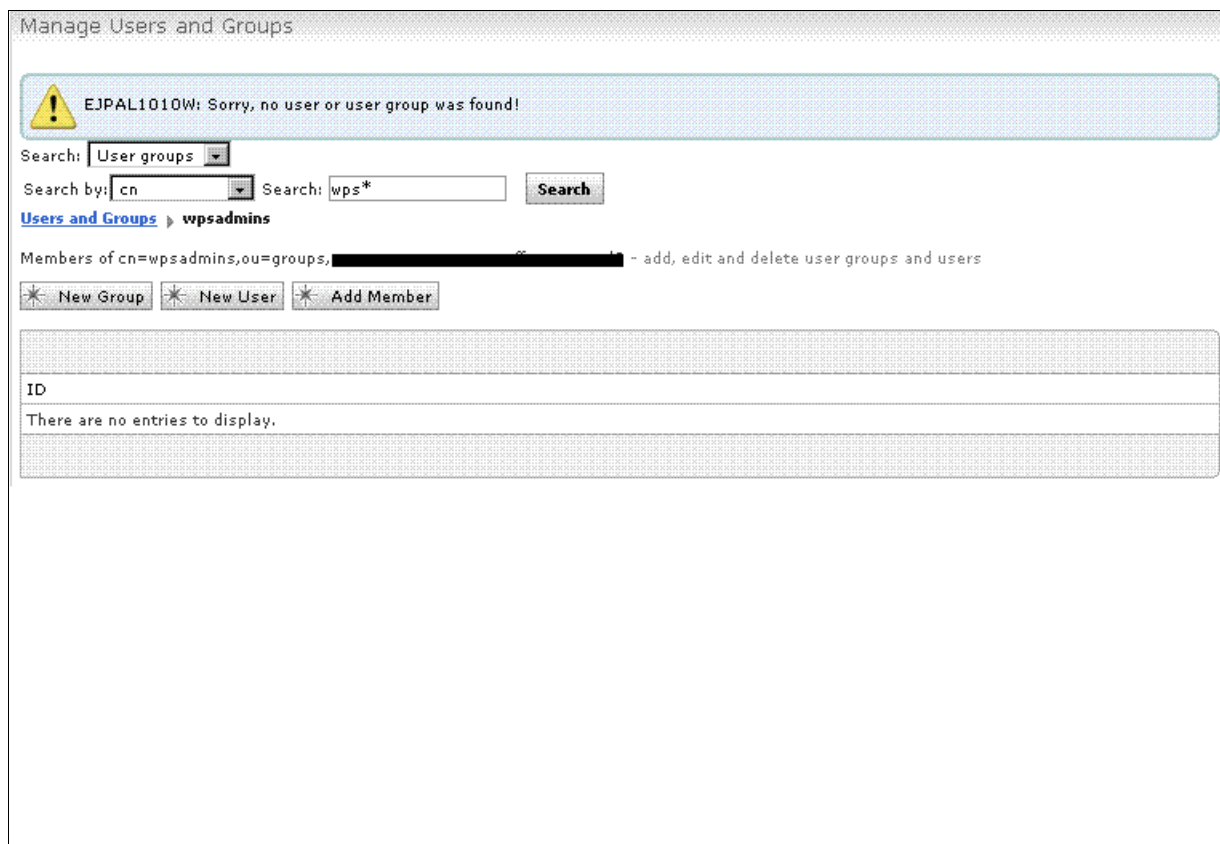 Manage Users and Groups
EJPAL1010W: Sorry, no user or user group was found!
Search: User groups
Search by: cn Search: wps* Search
Users and Groups wpsadmins
Members of cn=wpsadmins,ou=groups, - add, edit and delete user groups and users
New Group New User Add Member
ID
There are no entries to display.